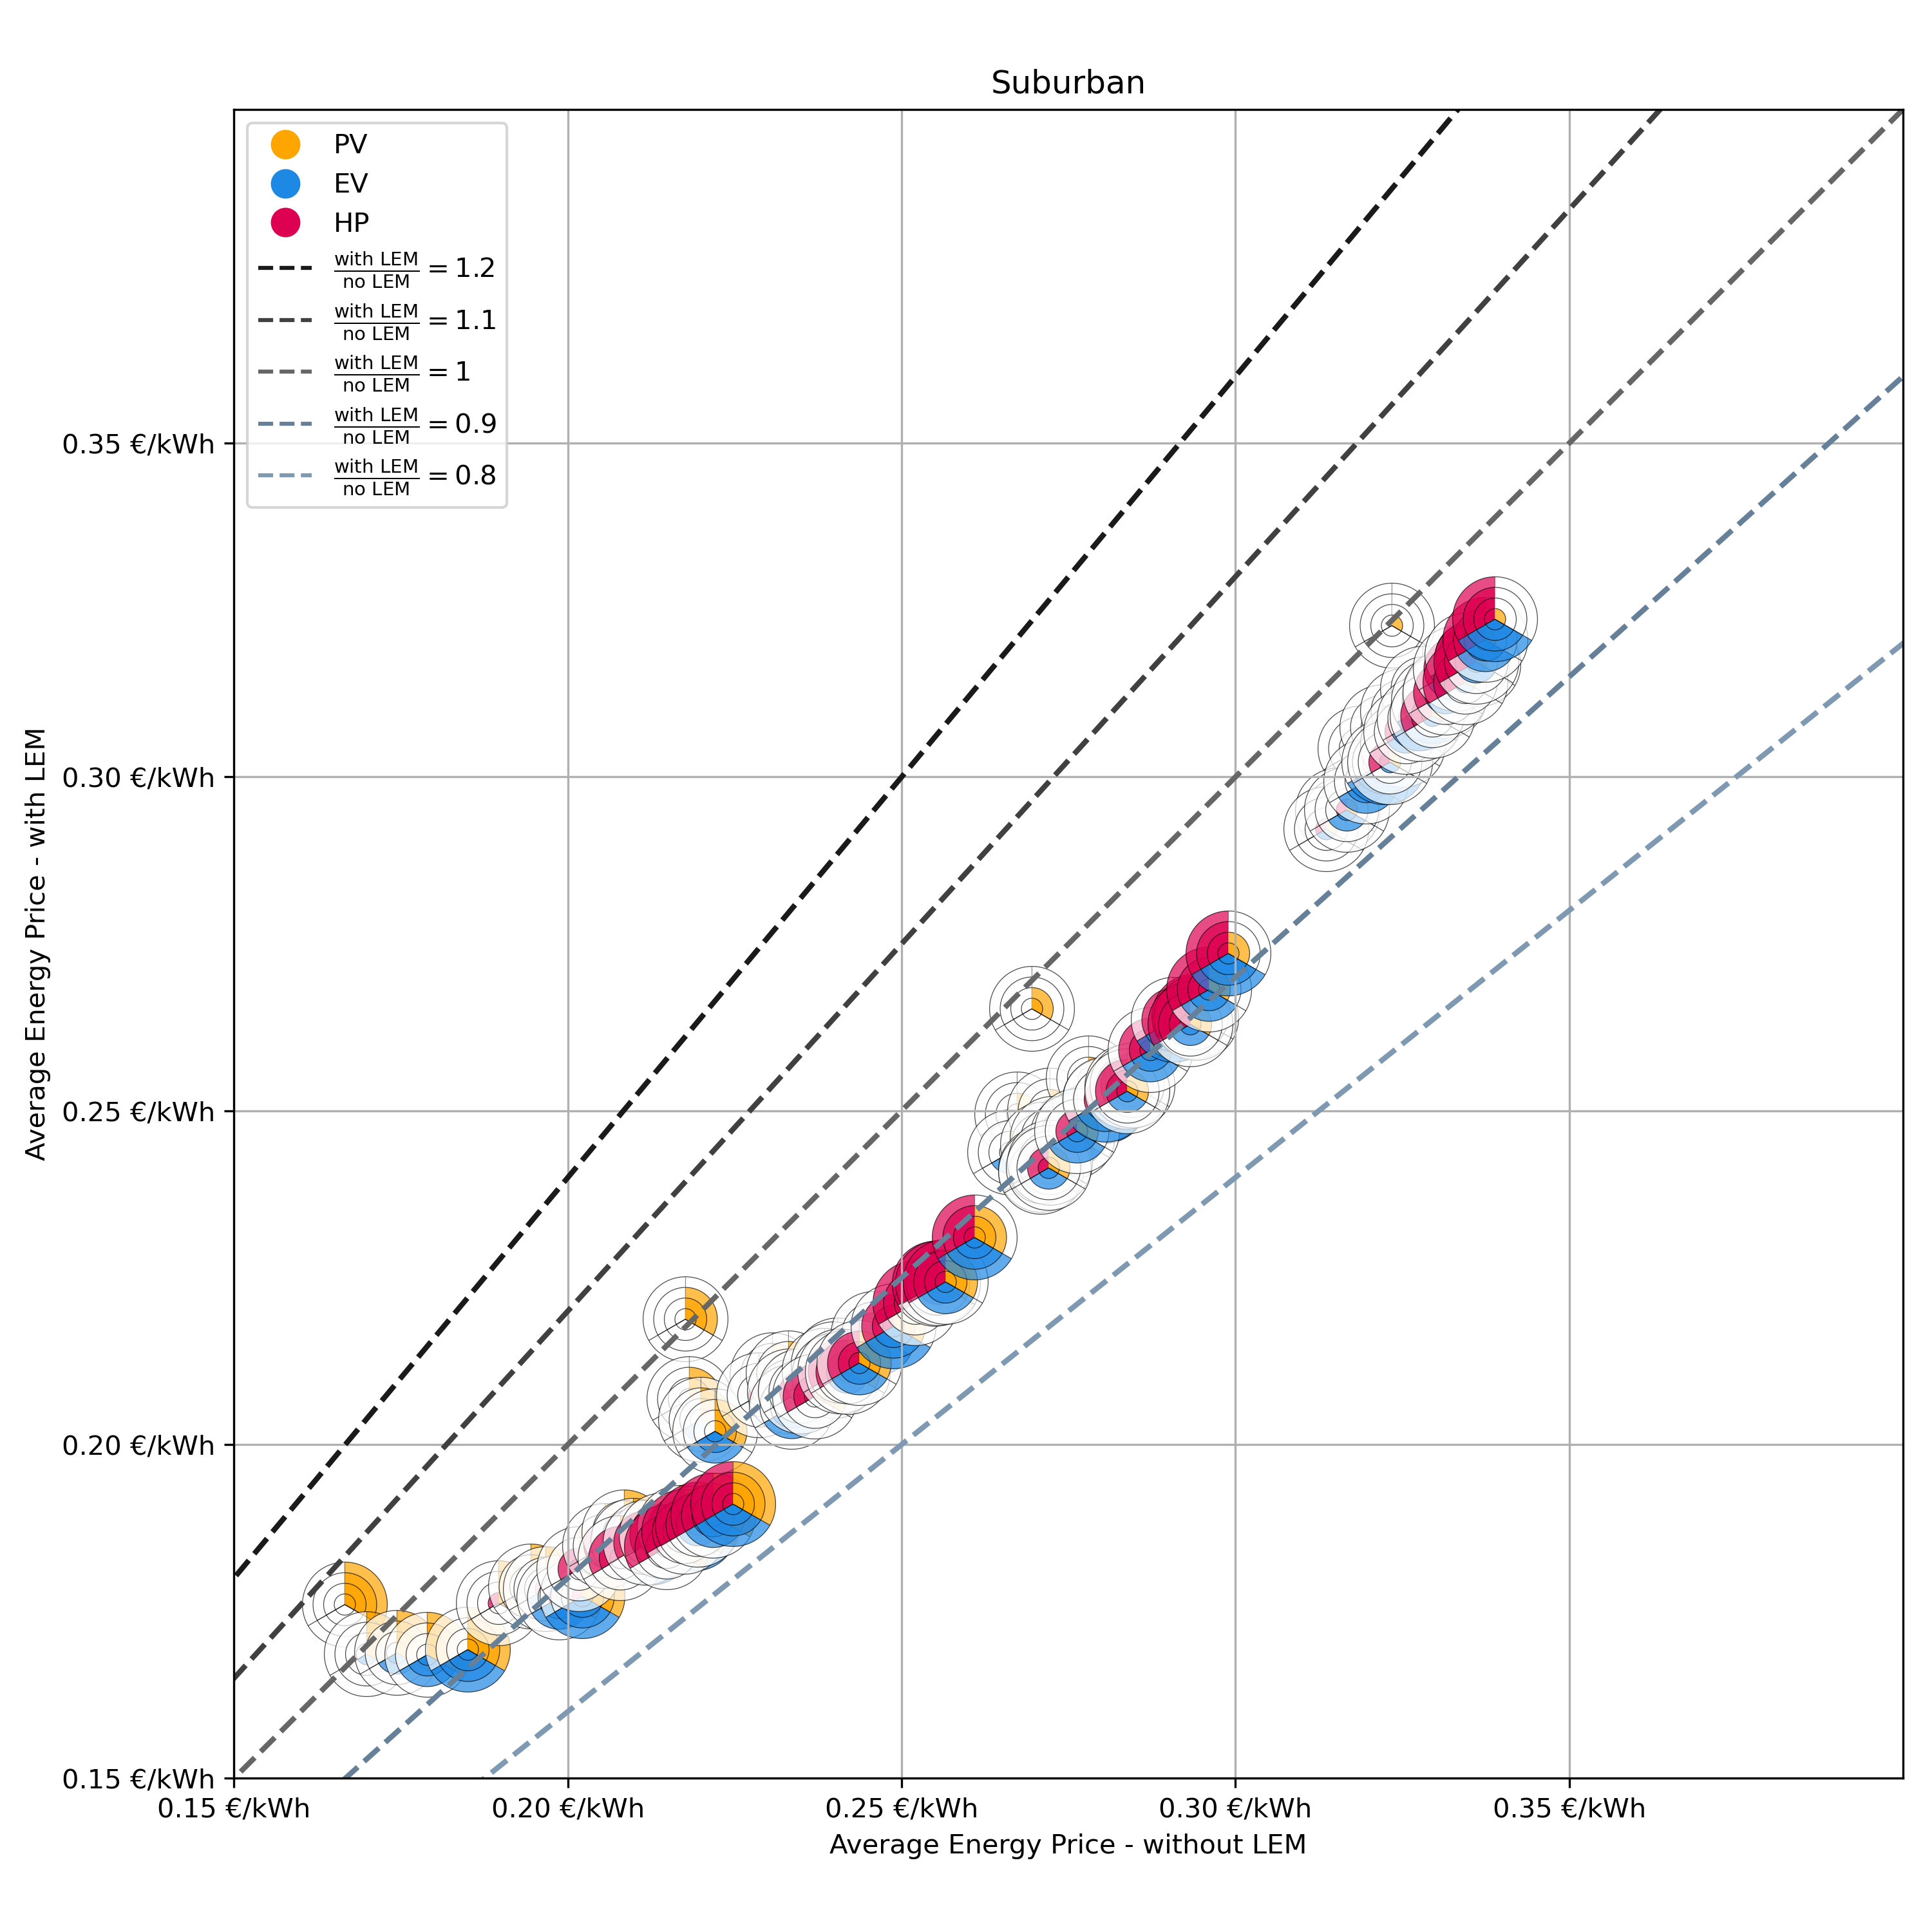 Suburban
PV
EV
HP
with LEM
no LEM = 1.2
with LEM
no LEM = 1.1
with LEM
no LEM = 1
with LEM
no LEM = 0.9
with LEM
no LEM = 0.8
0.35 €/kWh
0.30 €/kWh
0.25 €/kWh
0.20 €/kWh
0.15 €/kWh
Average Energy Price - with LEM
0.15 €/kWh
0.20 €/kWh
0.25 €/kWh
0.30 €/kWh
0.35 €/kWh
Average Energy Price - without LEM